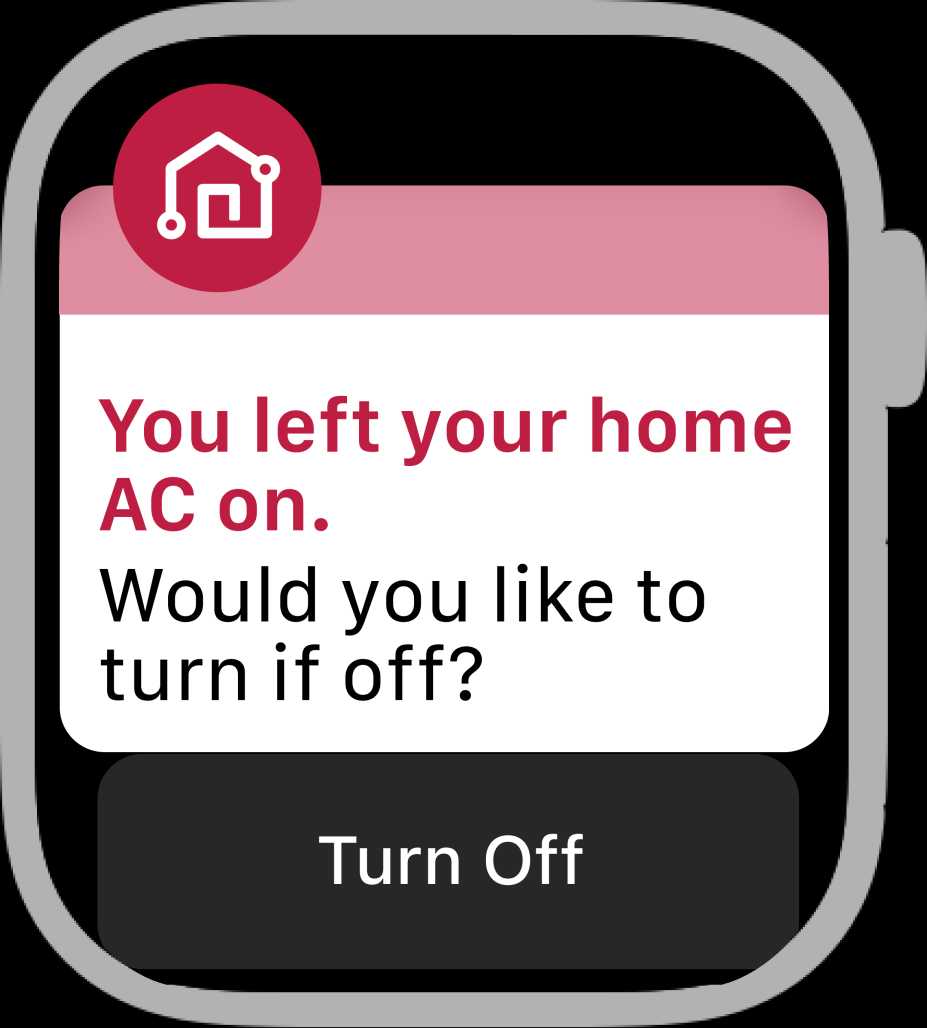 You left your home
AC on.
Would you like to
turn if off?
Turn Off